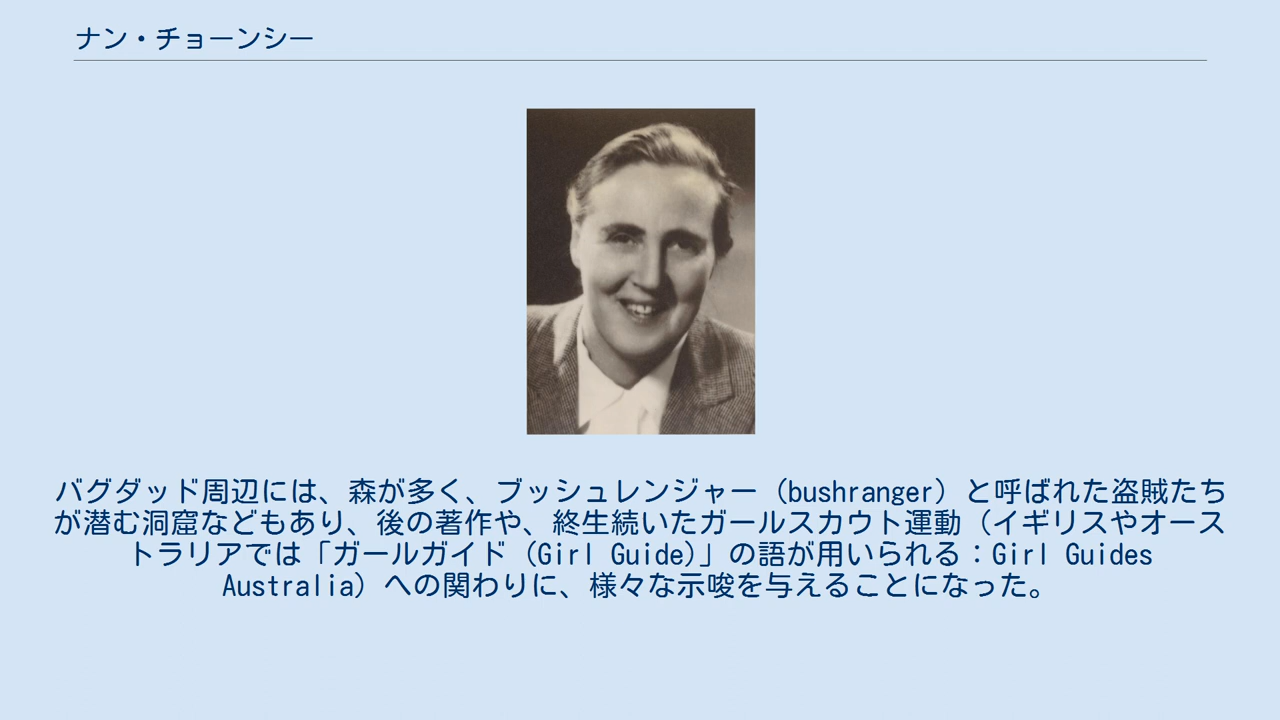 ナン・チョーンシー
バグダッド周辺には、森が多く、ブッシュレンジャー（bushranger）と呼ばれた盗賊たち
が潜む洞窟などもあり、後の著作や、終生続いたガールスカウト運動（イギリスやオース
トラリアでは「ガールガイド（Girl Guide)」の語が用いられる：Girl Guides
Australia）への関わりに、様々な示唆を与えることになった。